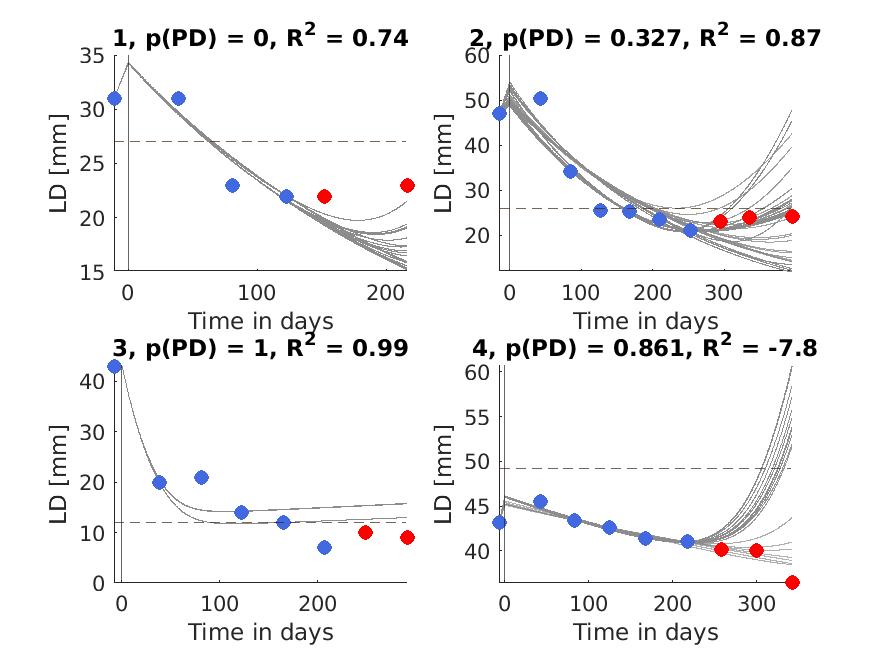 1, p(PD) = 0, R² = 0.74
35
30
25
20
15
LD [mm]
0 100 200
Time in days
2, p(PD) = 0.327, R² = 0.87
60
50
40
30
20
LD [mm]
0 100 200 300
Time in days
3, p(PD) = 1, R² = 0.99
40
30
20
10
0
LD [mm]
0 100 200
Time in days
4, p(PD) = 0.861, R² = -7.8
60
55
50
45
40
LD [mm]
0 100 200 300
Time in days